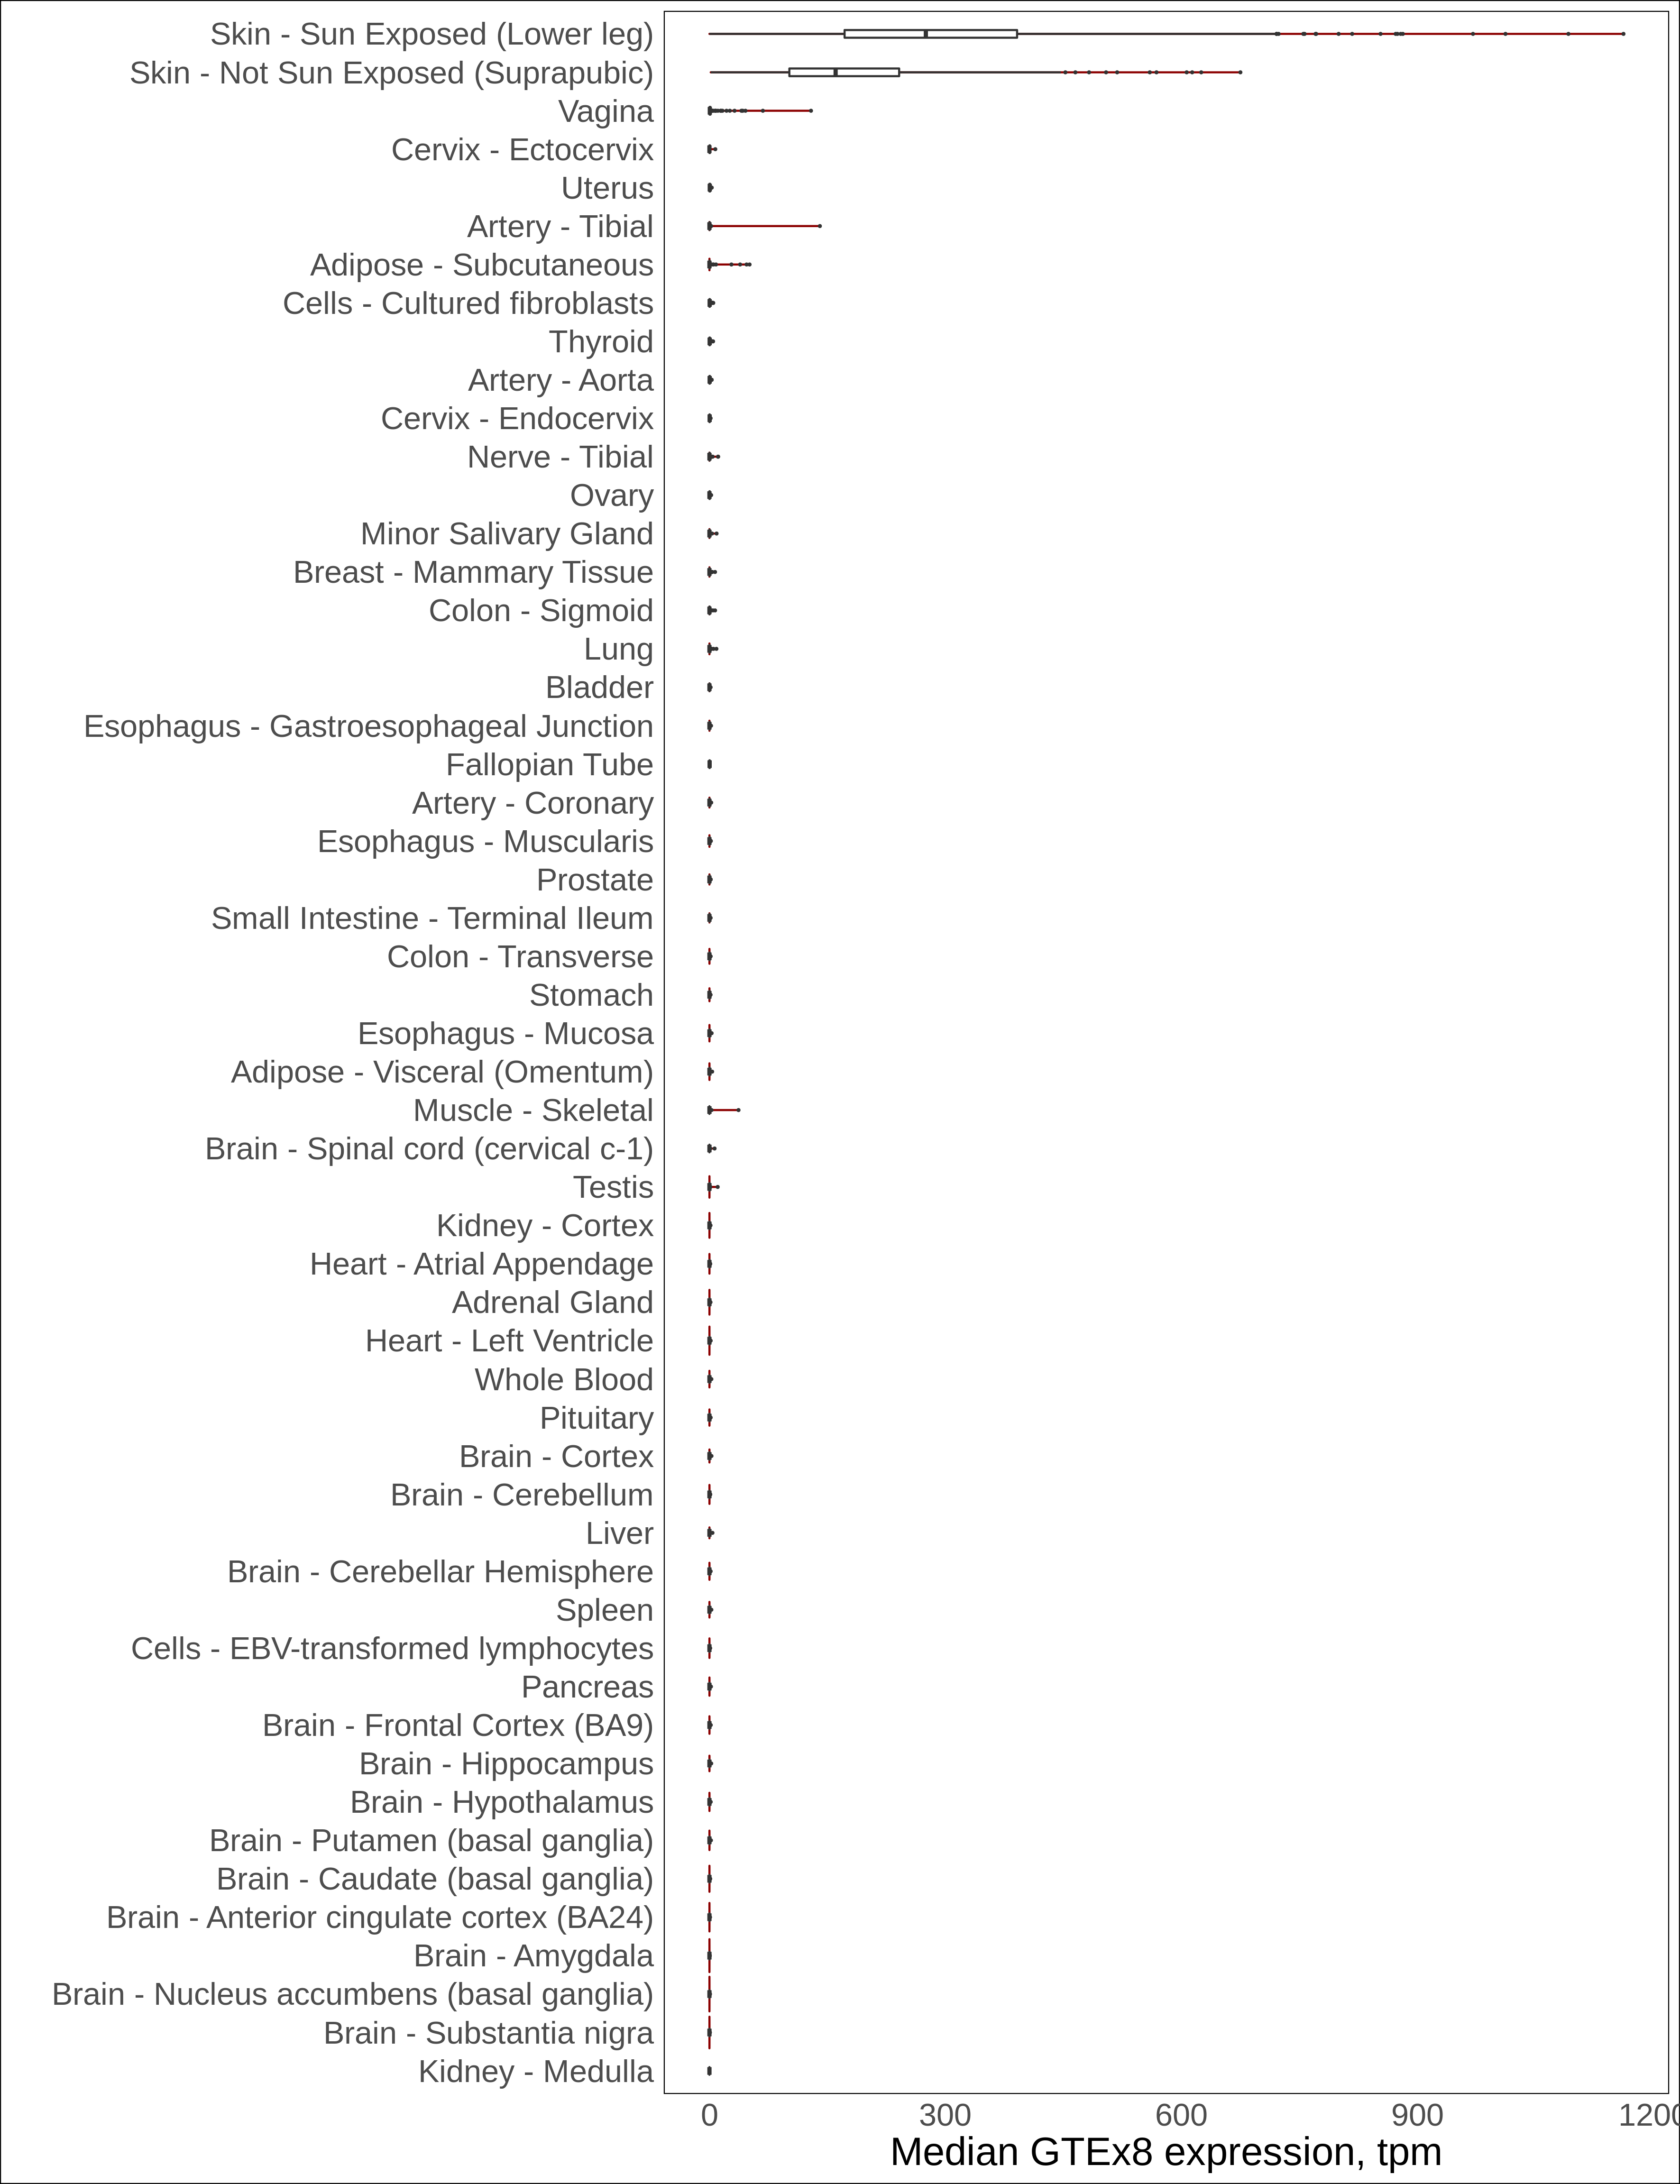 Skin - Sun Exposed (Lower leg)
Skin - Not Sun Exposed (Suprapubic)
Vagina
Cervix - Ectocervix
Uterus
Artery - Tibial
Adipose - Subcutaneous
Cells - Cultured fibroblasts
Thyroid
Artery - Aorta
Cervix - Endocervix
Nerve - Tibial
Ovary
Minor Salivary Gland
Breast - Mammary Tissue
Colon - Sigmoid
Lung
Bladder
Esophagus - Gastroesophageal Junction
Fallopian Tube
Artery - Coronary
Esophagus - Muscularis
Prostate
Small Intestine - Terminal Ileum
Colon - Transverse
Stomach
Esophagus - Mucosa
Adipose - Visceral (Omentum)
Muscle - Skeletal
Brain - Spinal cord (cervical c-1)
Testis
Kidney - Cortex
Heart - Atrial Appendage
Adrenal Gland
Heart - Left Ventricle
Whole Blood
Pituitary
Brain - Cortex
Brain - Cerebellum
Liver
Brain - Cerebellar Hemisphere
Spleen
Cells - EBV-transformed lymphocytes
Pancreas
Brain - Frontal Cortex (BA9)
Brain - Hippocampus
Brain - Hypothalamus
Brain - Putamen (basal ganglia)
Brain - Caudate (basal ganglia)
Brain - Anterior cingulate cortex (BA24)
Brain - Amygdala
Brain - Nucleus accumbens (basal ganglia)
Brain - Substantia nigra
Kidney - Medulla
0 300 600 900 1200
Median GTEx8 expression, tpm